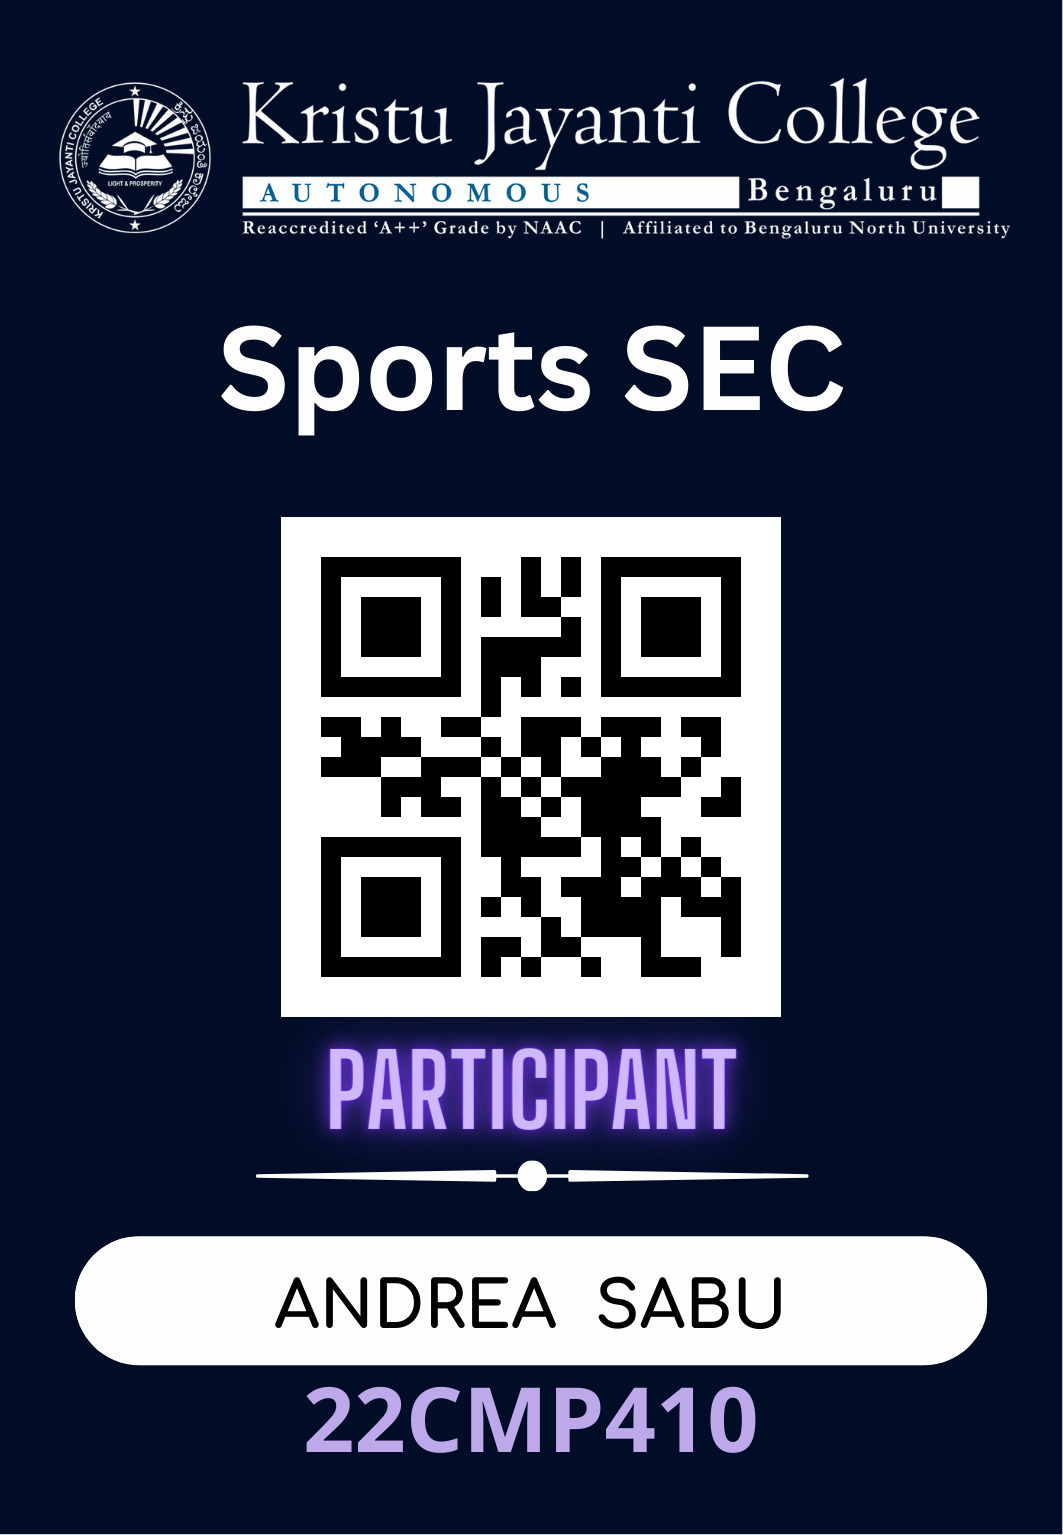 Kristu Jayanti College
AUTONOMOUS Bengaluru
Reaccredited ‘A++’ Grade by NAAC | Affiliated to Bengaluru North University
KRISTU JAYANTI COLLEGE
LIGHT & PROSPERITY
Sports SEC
PARTICIPANT
ANDREA SABU
22CMP410